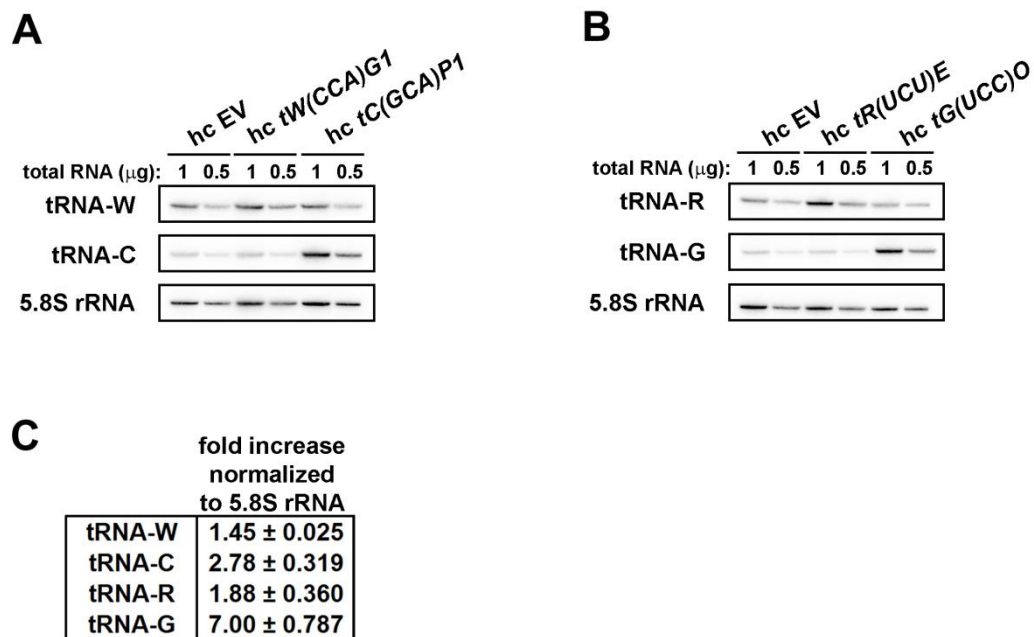 A
hc EV hc tW(CCA)G1 hc tC(GCA)P1
total RNA (µg): 1 0.5 1 0.5 1 0.5
tRNA-W
tRNA-C
5.8S rRNA
B
hc EV hc tR(UCU)E hc tG(UCC)O
total RNA (µg): 1 0.5 1 0.5 1 0.5
tRNA-R
tRNA-G
5.8S rRNA
C
fold increase
normalized
to 5.8S rRNA
tRNA-W 1.45 ± 0.025
tRNA-C 2.78 ± 0.319
tRNA-R 1.88 ± 0.360
tRNA-G 7.00 ± 0.787